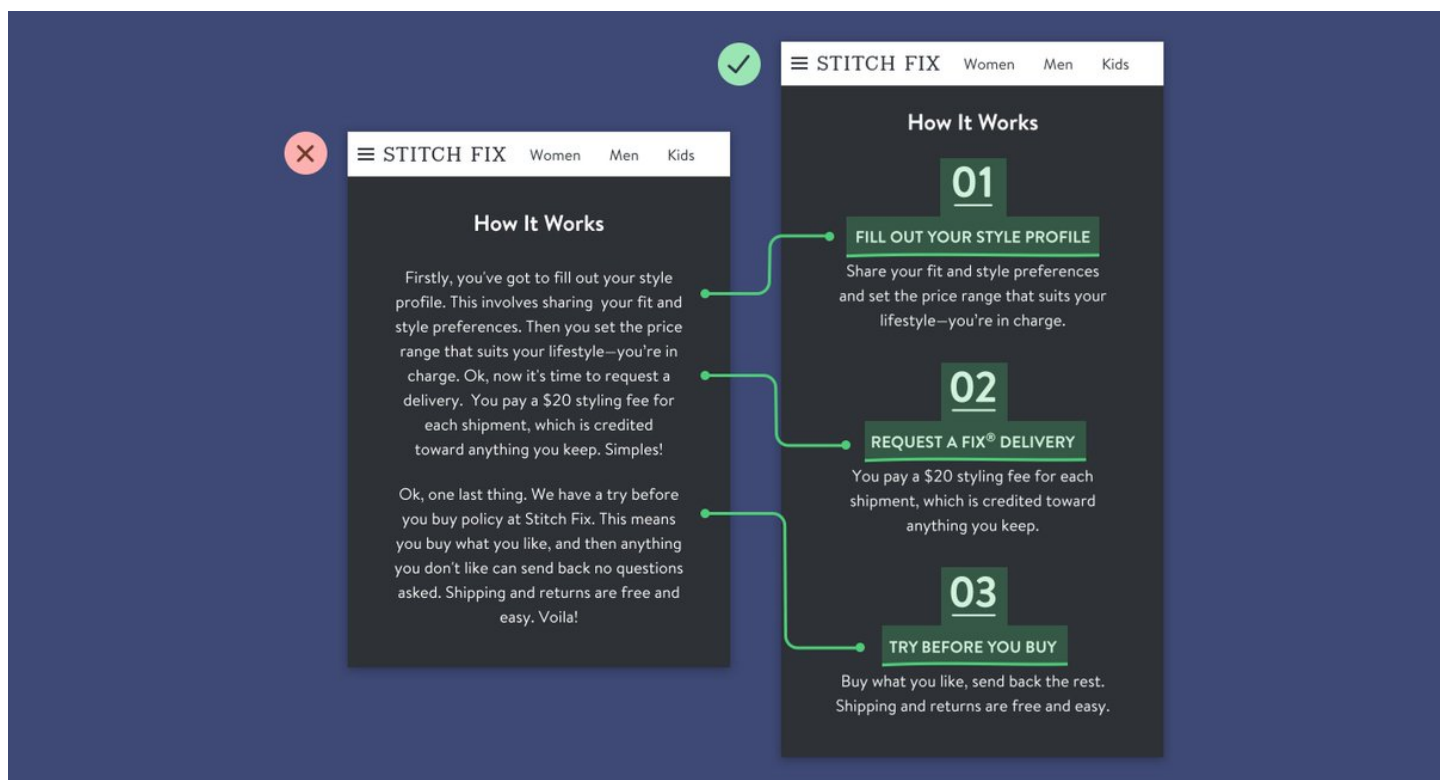 STITCH FIX Women Men Kids
How It Works
Firstly, you've got to fill out your style
profile. This involves sharing your fit and
style preferences. Then you set the price
range that suits your lifestyle—you're in
charge. Ok, now it's time to request a
delivery. You pay a $20 styling fee for
each shipment, which is credited
toward anything you keep. Simples!
Ok, one last thing. We have a try before
you buy policy at Stitch Fix. This means
you buy what you like, and then anything
you don't like can send back no questions
asked. Shipping and returns are free and
easy. Voila!
STITCH FIX Women Men Kids
How It Works
01
FILL OUT YOUR STYLE PROFILE
Share your fit and style preferences
and set the price range that suits your
lifestyle—you're in charge.
02
REQUEST A FIX® DELIVERY
You pay a $20 styling fee for each
shipment, which is credited toward
anything you keep.
03
TRY BEFORE YOU BUY
Buy what you like, send back the rest.
Shipping and returns are free and easy.